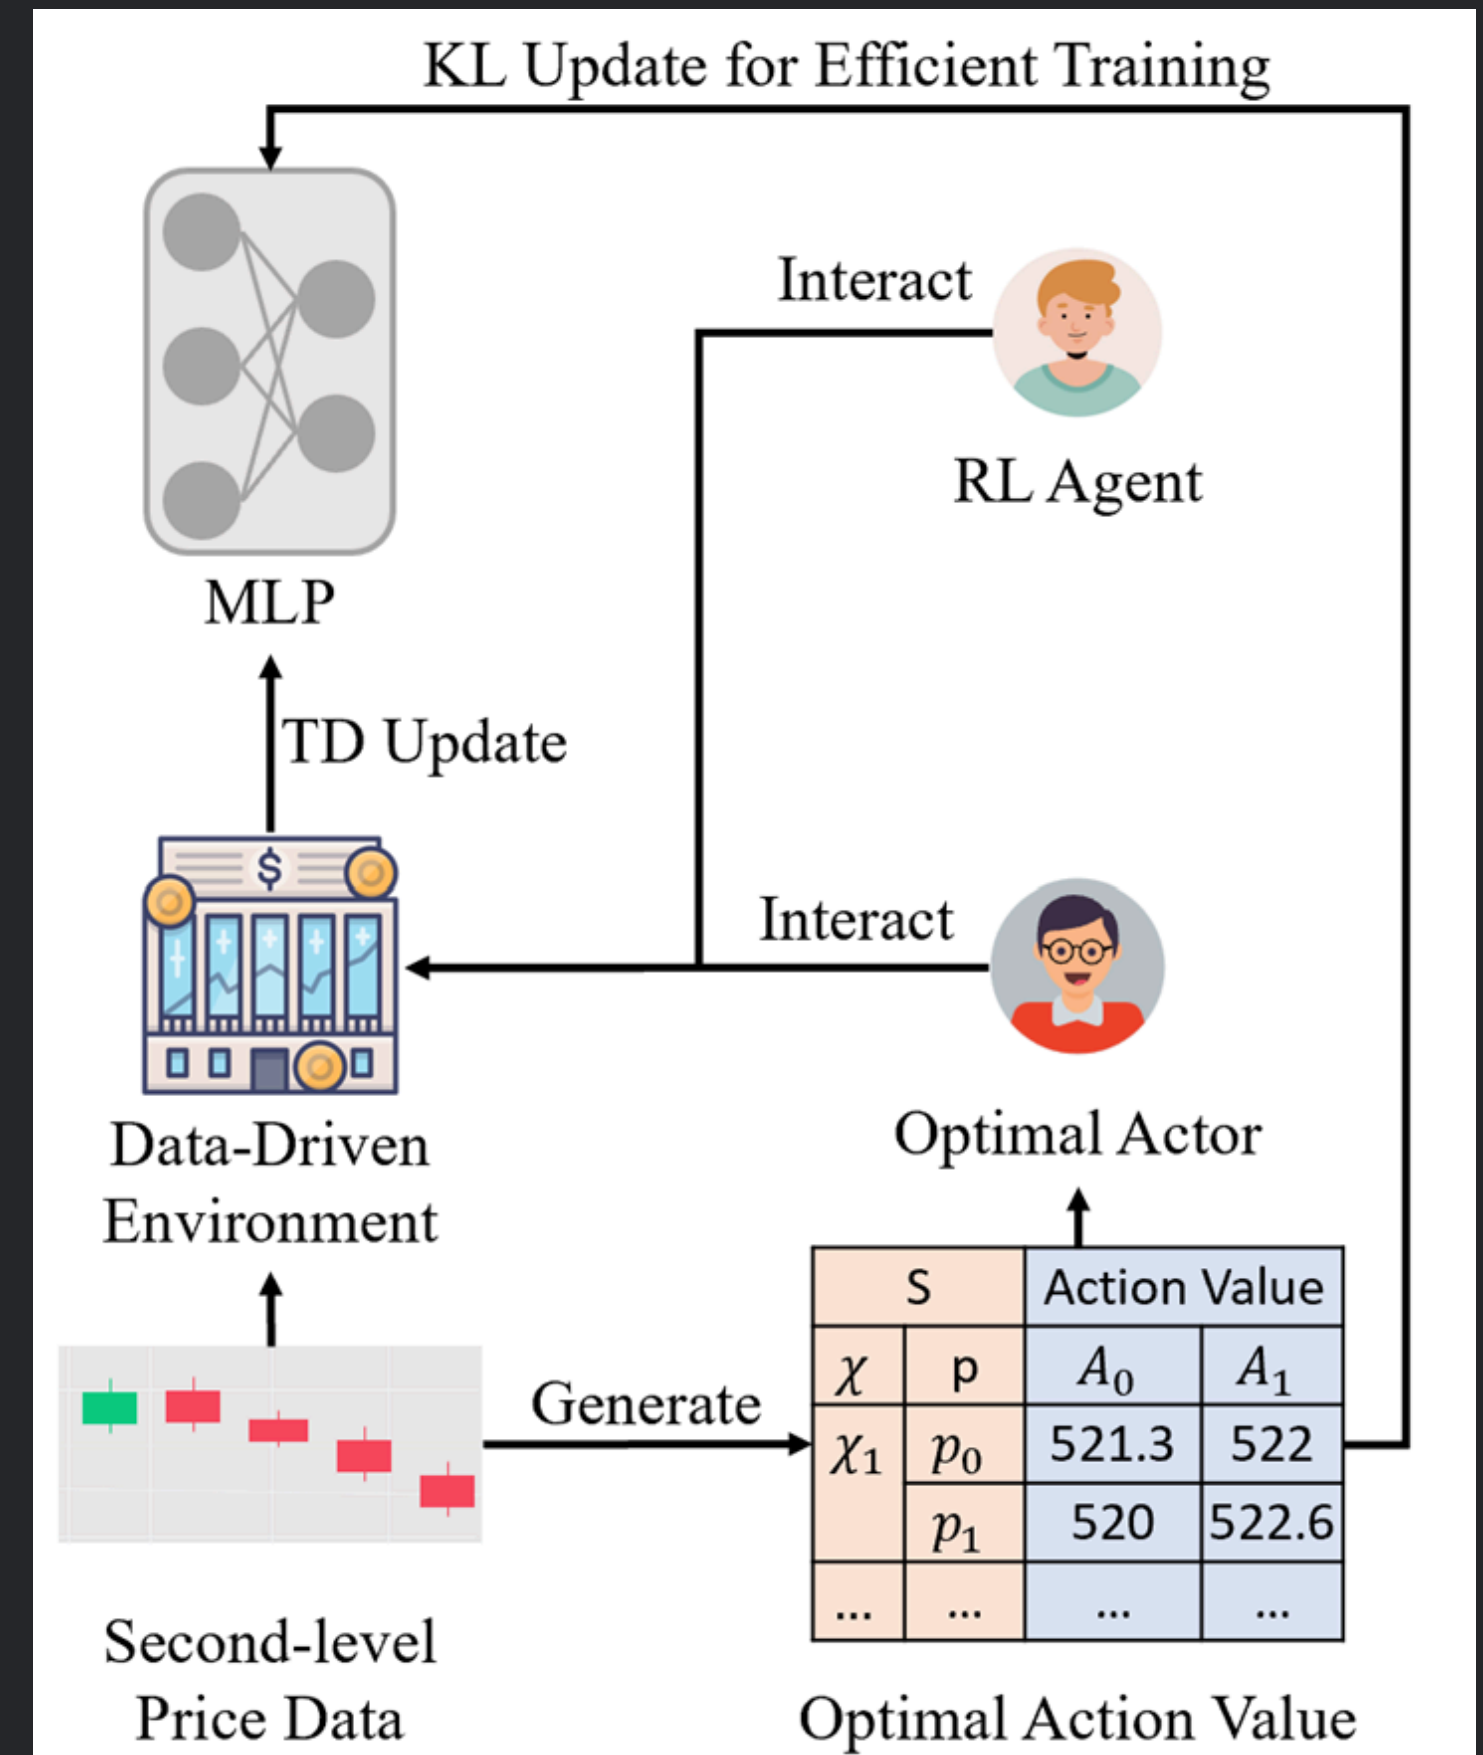 KL Update for Efficient Training
Interact
RL Agent
MLP
TD Update
$
Interact
Optimal Actor
Data-Driven
Environment
S Action Value
χ p A₀ A₁
Generate
χ₁ p₀ 521.3 522
p₁ 520 522.6
... ... ... ...
Second-level
Price Data
Optimal Action Value